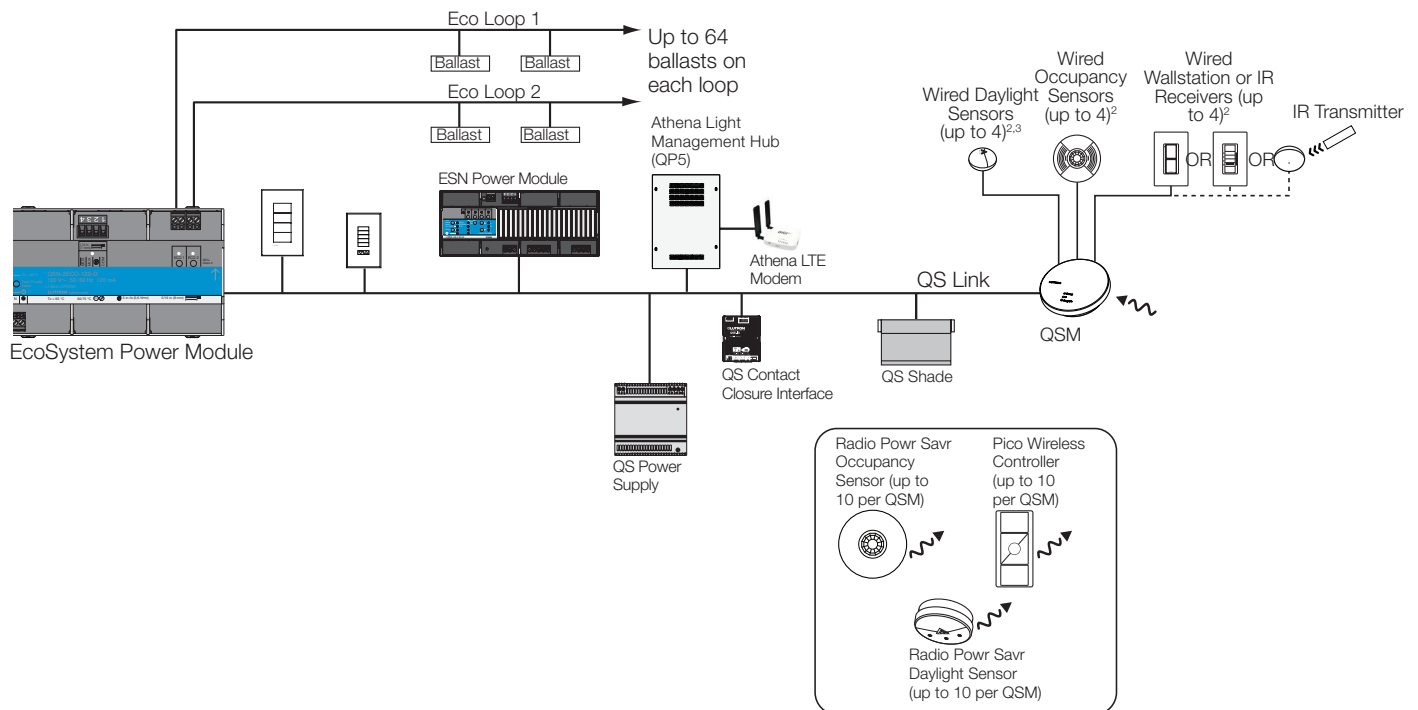 Eco Loop 1
Ballast
Ballast
Up to 64
ballasts on
each loop
Eco Loop 2
Ballast
Ballast
Athena Light
Management Hub
(QP5)
ESN Power Module
Athena LTE
Modem
Wired Daylight
Sensors
(up to 4)2,3
Wired
Occupancy
Sensors
(up to 4)2
Wired
Wallstation or IR
Receivers (up
to 4)2
IR Transmitter
OR
OR
1 2 3 4
EcoSystem Power Module
QS Link
QSM
LUTRON
QS Contact
Closure Interface
QS Shade
QS Power
Supply
Radio Powr Savr
Occupancy
Sensor (up to
10 per QSM)
Pico Wireless
Controller
(up to 10
per QSM)
Radio Powr Savr
Daylight Sensor
(up to 10 per QSM)